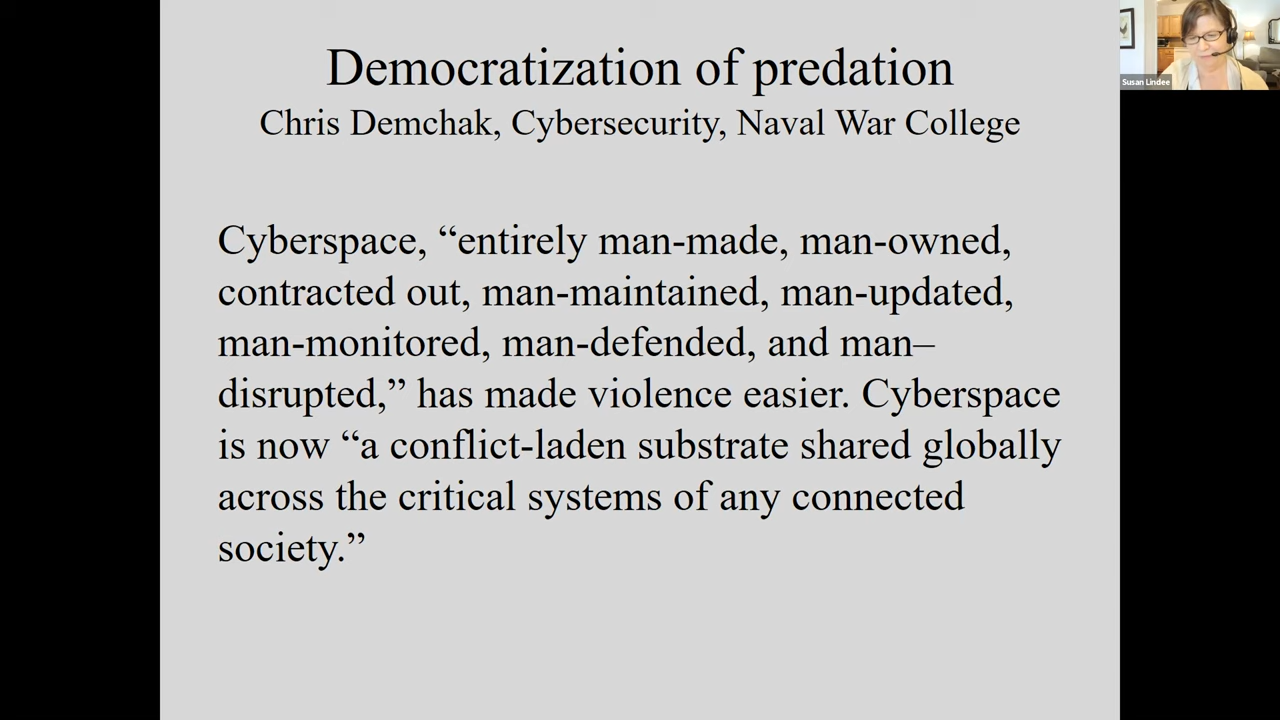 Democratization of predation
Chris Demchak, Cybersecurity, Naval War College
Cyberspace, “entirely man-made, man-owned,
contracted out, man-maintained, man-updated,
man-monitored, man-defended, and man–
disrupted,” has made violence easier. Cyberspace
is now “a conflict-laden substrate shared globally
across the critical systems of any connected
society.”
Susan Lindee